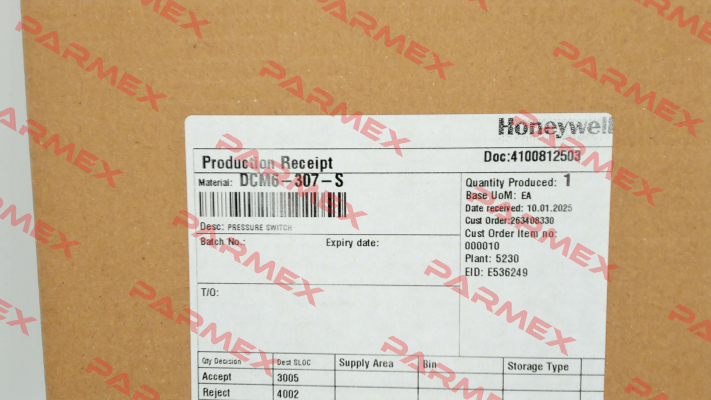 Honeywell
Production Receipt
Doc:4100812503
Material: DCM6-307-S
Desc: PRESSURE SWITCH
Batch No.:
Expiry date:
T/O:
Quantity Produced: 1
Base UoM: EA
Date received: 10.01.2025
Cust Order:263408330
Cust Order Item no:
000010
Plant: 5230
EID: E536249
Qty Decision Dest SLOC Supply Area Bin Storage Type
Accept 3005
Reject 4002
PARMEX